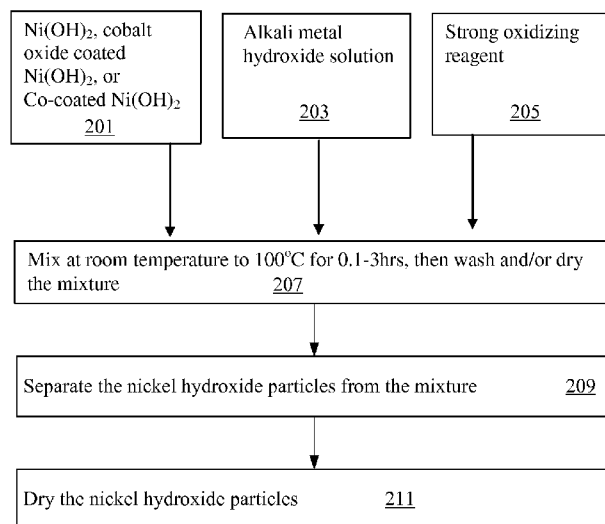 Ni(OH)2, cobalt
oxide coated
Ni(OH)2, or
Co-coated Ni(OH)2
201
Alkali metal
hydroxide solution
203
Strong oxidizing
reagent
205
Mix at room temperature to 100°C for 0.1-3hrs, then wash and/or dry
the mixture 207
Separate the nickel hydroxide particles from the mixture 209
Dry the nickel hydroxide particles 211